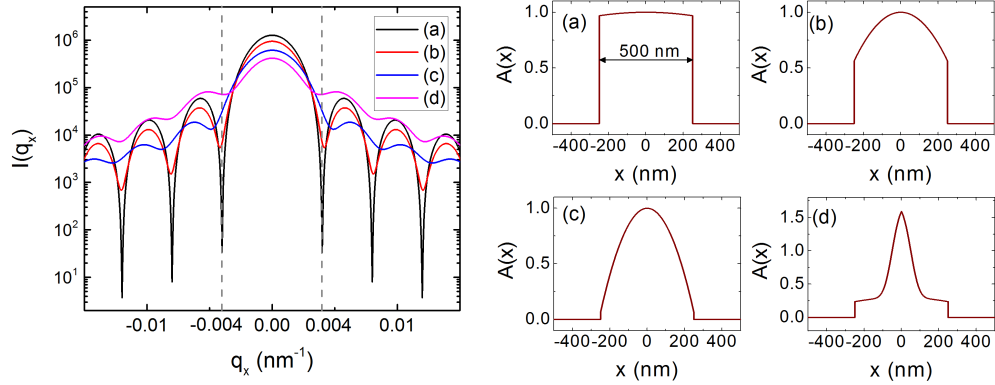 10^6
10^5
10^4
10^3
10^2
10^1
I(q_x)
-0.01 -0.004 0.00 0.004 0.01
q_x (nm^-1)
(a)
(b)
(c)
(d)
(a)
500 nm
1.0
0.5
0.0
A(x)
-400 -200 0 200 400
x (nm)
(b)
1.0
0.5
0.0
A(x)
-400 -200 0 200 400
x (nm)
(c)
1.0
0.5
0.0
A(x)
-400 -200 0 200 400
x (nm)
(d)
1.5
1.0
0.5
0.0
A(x)
-400 -200 0 200 400
x (nm)